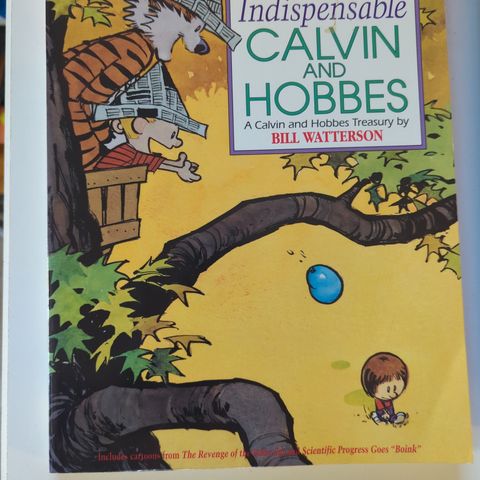 Indispensable
CALVIN
AND
HOBBES
A Calvin and Hobbes Treasury by
BILL WATTERSON
Includes cartoons from The Revenge of the Scientific Progress Goes "Boink"